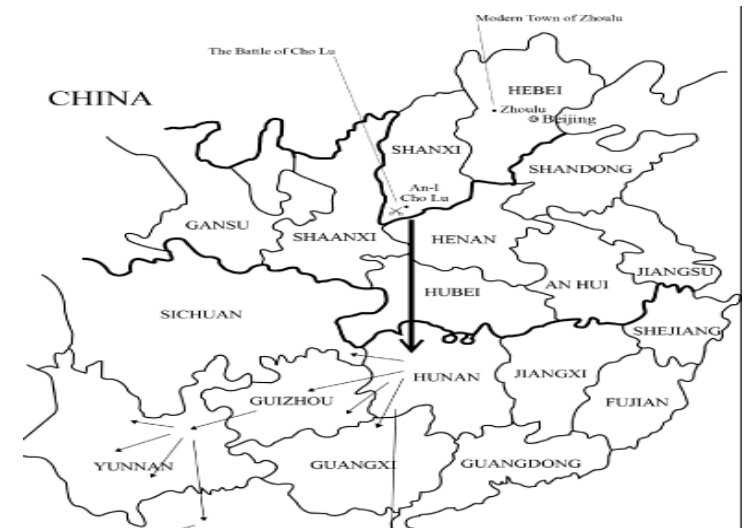 Modern Town of Zhoulu
The Battle of Cho Lu
CHINA
HEBEI
Zhoulu
Beijing
SHANXI
SHANDONG
An-I
Cho Lu
GANSU
SHAANXI
HENAN
JIANGSU
AN HUI
HUBEI
SICHUAN
SHEJIANG
HUNAN
JIANGXI
GUIZHOU
FUJIAN
YUNNAN
GUANGXI
GUANGDONG